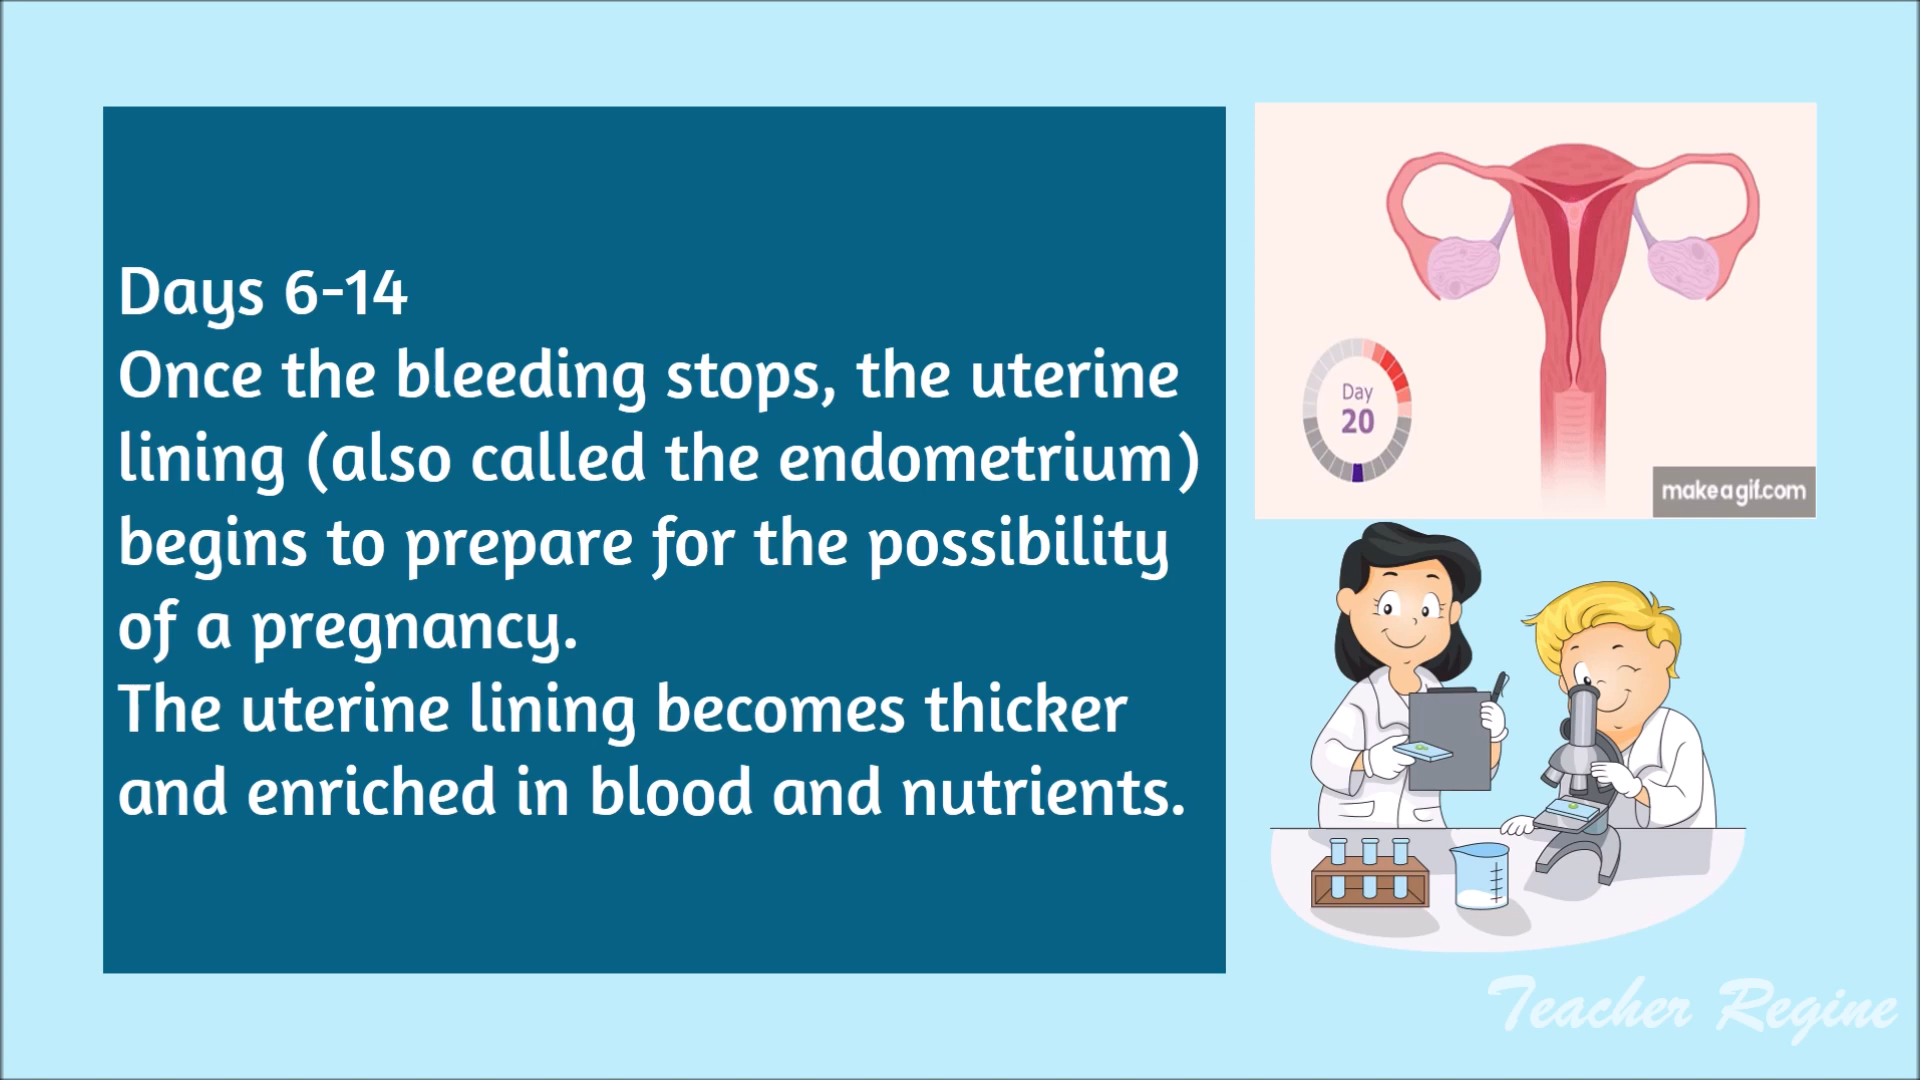 Days 6-14
Once the bleeding stops, the uterine
lining (also called the endometrium)
begins to prepare for the possibility
of a pregnancy.
The uterine lining becomes thicker
and enriched in blood and nutrients.
Day
20
makeagif.com
Teacher Regine